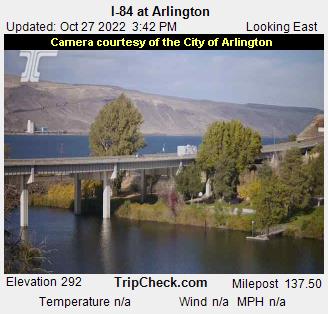 I-84 at Arlington
Updated: Oct 27 2022 3:42 PM Looking East
Camera courtesy of the City of Arlington
Elevation 292 TripCheck.com Milepost 137.50
Temperature n/a Wind n/a MPH n/a